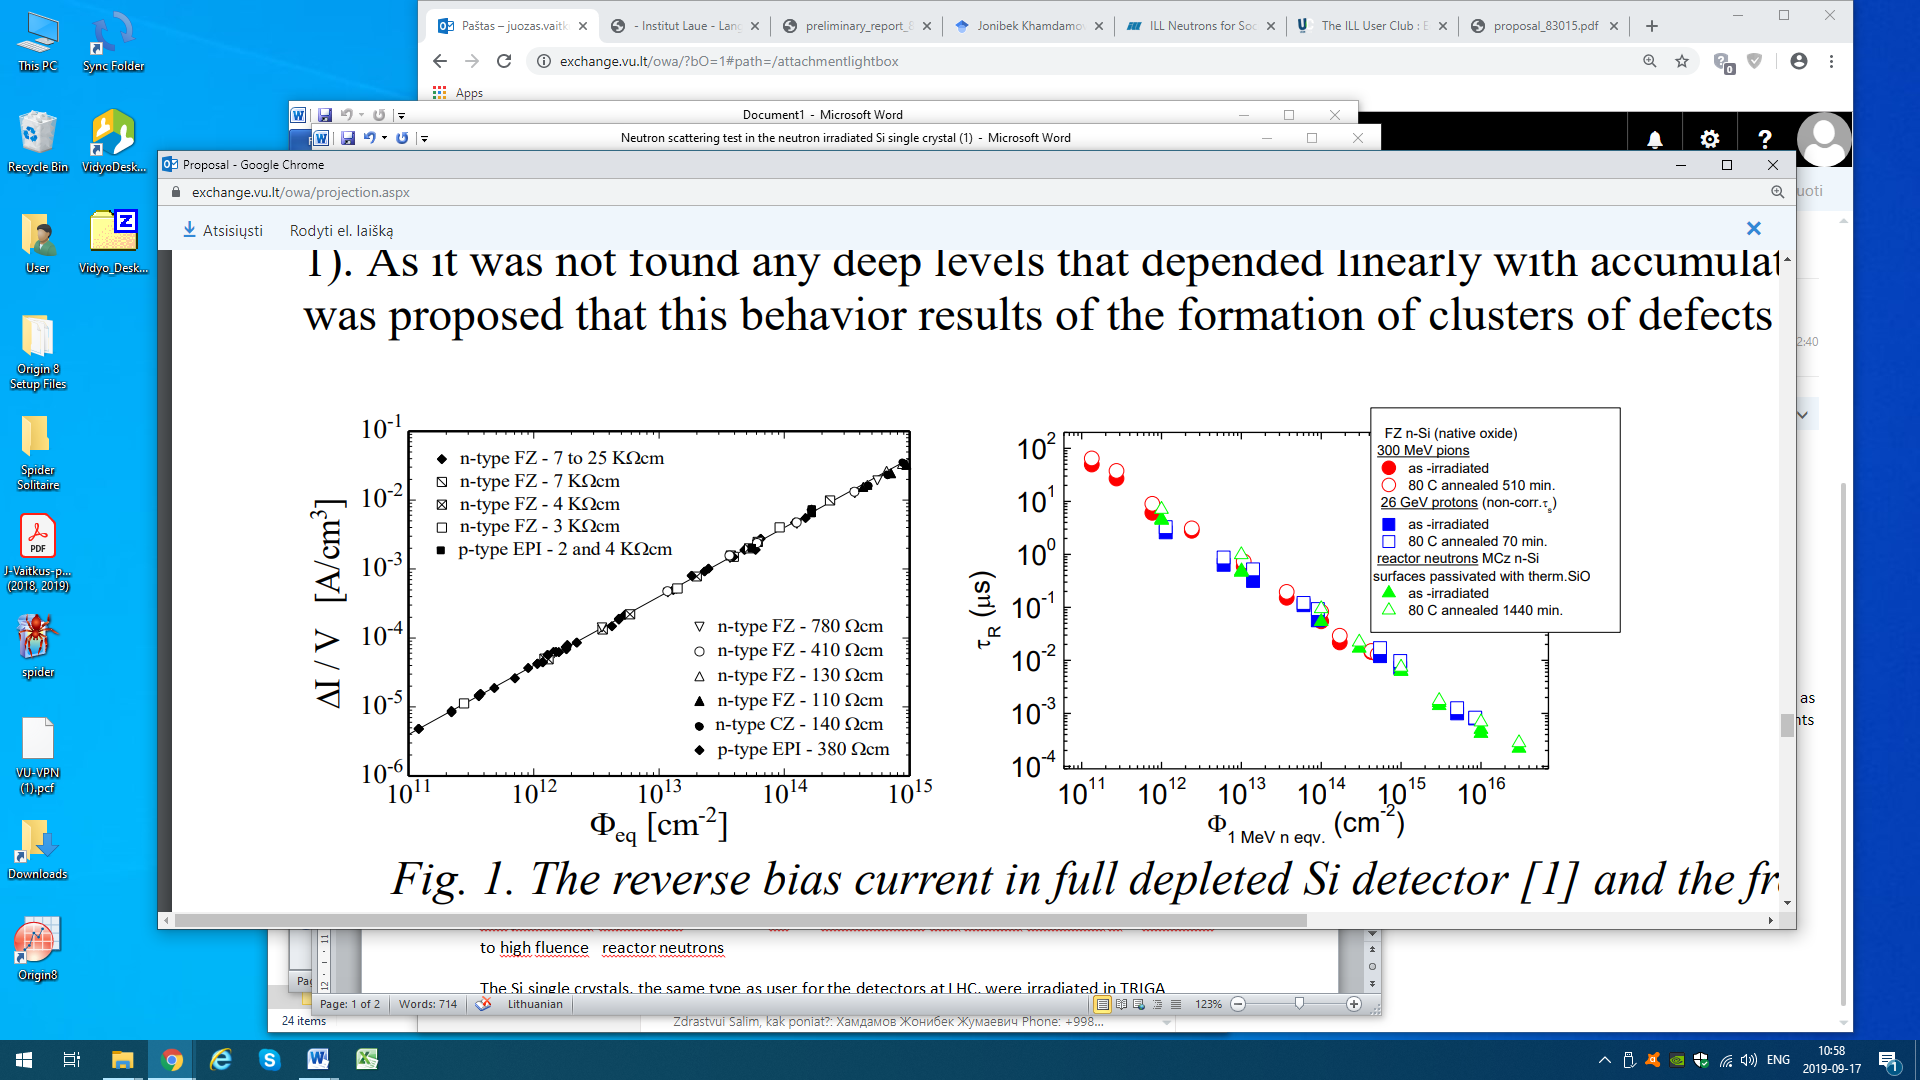 This PC
Sync Folder
Recycle Bin
VidyoDesk...
User
Vidyo_Desk...
Origin 8
Setup Files
Spider
Solitaire
PDF
J-Vaitkus-p...
(2018, 2019)
spider
VU-VPN
(1).pcf
Downloads
Origin8
Paštas – juozas.vaitk
- Institut Laue - Lang
preliminary_report_8
Jonibek Khamdamo
ILL Neutrons for Soc
The ILL User Club : E
proposal_83015.pdf
exchange.vu.lt/owa/?bO=1#path=/attachmentlightbox
Apps
Document1 - Microsoft Word
Neutron scattering test in the neutron irradiated Si single crystal (1) - Microsoft Word
Proposal - Google Chrome
exchange.vu.lt/owa/projection.aspx
Atsisiųsti Rodyti el. laišką
uoti
2:40
as
nts
1). As it was not found any deep levels that depended linearly with accumulat
was proposed that this behavior results of the formation of clusters of defects
ΔI / V [A/cm³]
10⁻¹
10⁻²
10⁻³
10⁻⁴
10⁻⁵
10⁻⁶
n-type FZ - 7 to 25 KΩcm
n-type FZ - 7 KΩcm
n-type FZ - 4 KΩcm
n-type FZ - 3 KΩcm
p-type EPI - 2 and 4 KΩcm
n-type FZ - 780 Ωcm
n-type FZ - 410 Ωcm
n-type FZ - 130 Ωcm
n-type FZ - 110 Ωcm
n-type CZ - 140 Ωcm
p-type EPI - 380 Ωcm
10¹¹ 10¹² 10¹³ 10¹⁴ 10¹⁵
Φeq [cm⁻²]
τR (μs)
10²
10¹
10⁰
10⁻¹
10⁻²
10⁻³
10⁻⁴
FZ n-Si (native oxide)
300 MeV pions
as -irradiated
80 C annealed 510 min.
26 GeV protons (non-corr.τs)
as -irradiated
80 C annealed 70 min.
reactor neutrons MCz n-Si
surfaces passivated with therm.SiO
as -irradiated
80 C annealed 1440 min.
10¹¹ 10¹² 10¹³ 10¹⁴ 10¹⁵ 10¹⁶
Φ1 MeV n eqv. (cm⁻²)
Fig. 1. The reverse bias current in full depleted Si detector [1] and the fr
to high fluence reactor neutrons
The Si single crystals, the same type as user for the detectors at LHC, were irradiated in TRIGA
Page: 1 of 2 Words: 714 Lithuanian 123%
24 items
Zdrastvui Salim, kak poniat?: Хамдамов Жонибек Жумаевич Phone: +998...
ENG
10:58
2019-09-17
1